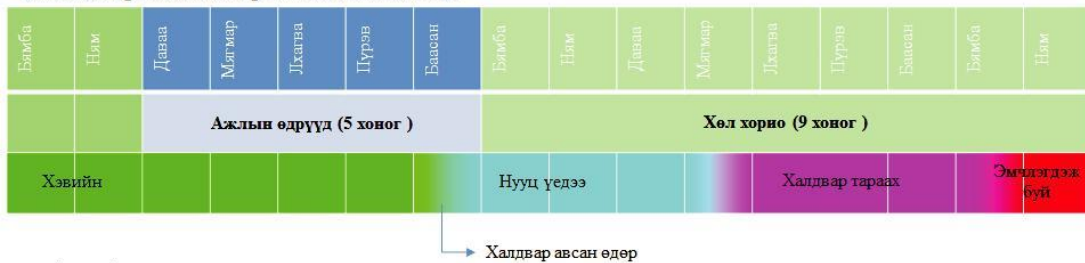 Бямба
Ням
Даваа
Мягмар
Лхагва
Пүрэв
Баасан
Бямба
Ням
Даваа
Мягмар
Лхагва
Пүрэв
Баасан
Бямба
Ням
Ажлын өдрүүд (5 хоног )
Хөл хорио (9 хоног )
Хэвийн
Нууц үедээ
Халдвар тараах
Эмчлэгдэж
буй
Халдвар авсан өдөр